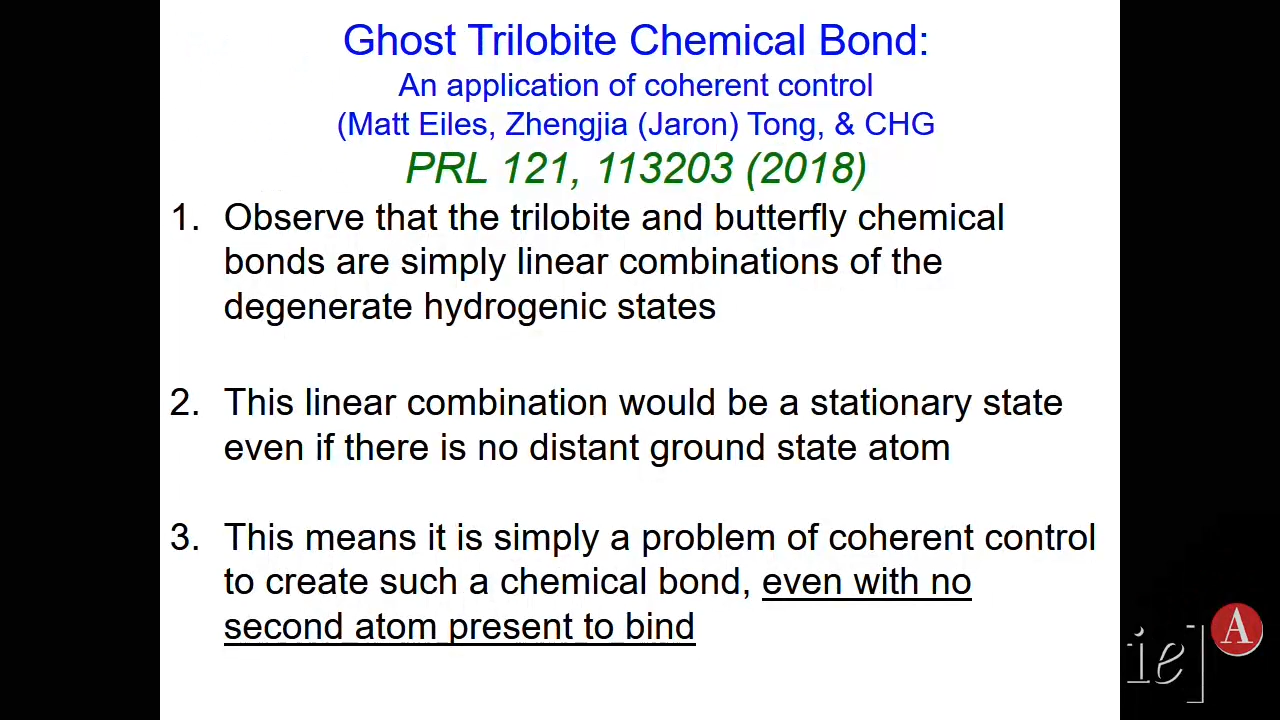 Ghost Trilobite Chemical Bond:
An application of coherent control
(Matt Eiles, Zhengjia (Jaron) Tong, & CHG
PRL 121, 113203 (2018)
1. Observe that the trilobite and butterfly chemical
bonds are simply linear combinations of the
degenerate hydrogenic states
2. This linear combination would be a stationary state
even if there is no distant ground state atom
3. This means it is simply a problem of coherent control
to create such a chemical bond, even with no
second atom present to bind
A
ie]